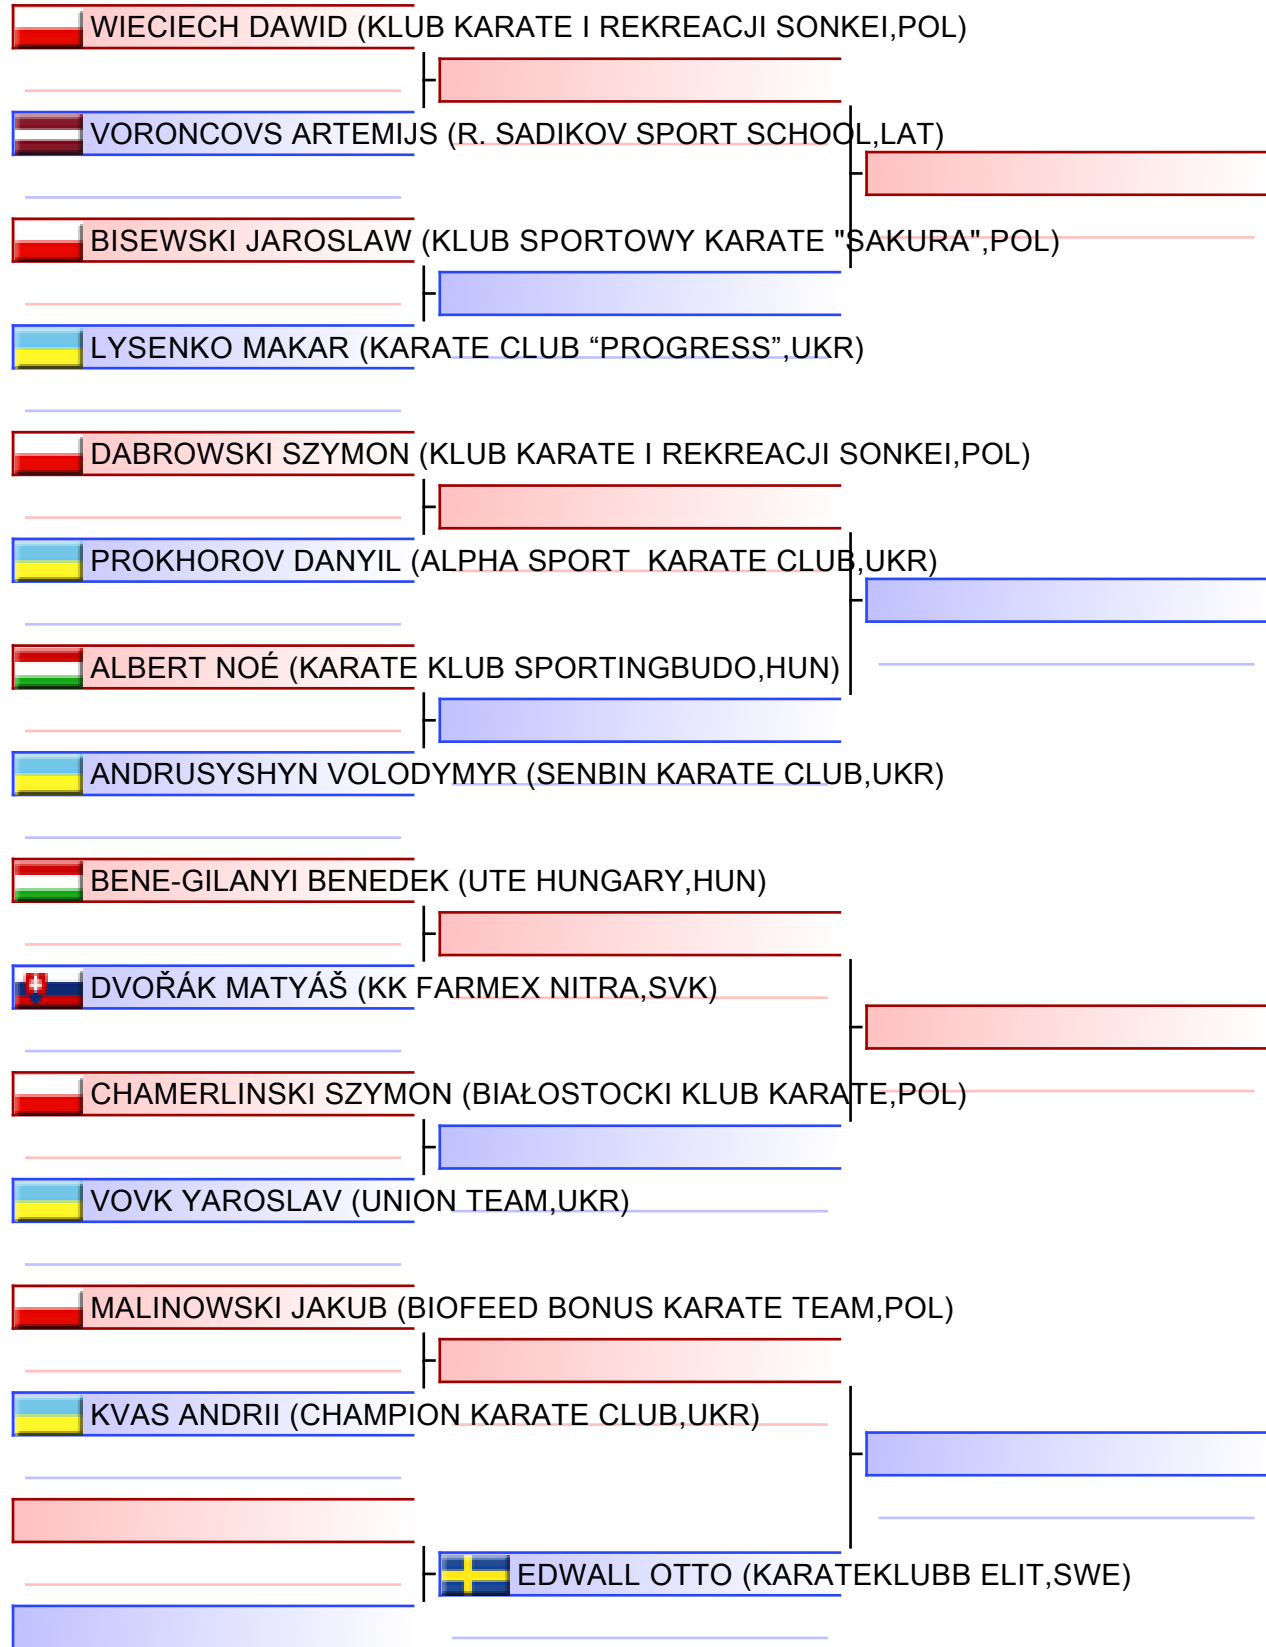 WIECIECH DAWID (KLUB KARATE I REKREACJI SONKEI,POL)
VORONCOVS ARTEMIJS (R. SADIKOV SPORT SCHOOL,LAT)
BISEWSKI JAROSLAW (KLUB SPORTOWY KARATE "SAKURA",POL)
LYSENKO MAKAR (KARATE CLUB “PROGRESS”,UKR)
DABROWSKI SZYMON (KLUB KARATE I REKREACJI SONKEI,POL)
PROKHOROV DANYIL (ALPHA SPORT  KARATE CLUB,UKR)
ALBERT NOÉ (KARATE KLUB SPORTINGBUDO,HUN)
ANDRUSYSHYN VOLODYMYR (SENBIN KARATE CLUB,UKR)
BENE-GILANYI BENEDEK (UTE HUNGARY,HUN)
DVOŘÁK MATYÁŠ (KK FARMEX NITRA,SVK)
CHAMERLINSKI SZYMON (BIAŁOSTOCKI KLUB KARATE,POL)
VOVK YAROSLAV (UNION TEAM,UKR)
MALINOWSKI JAKUB (BIOFEED BONUS KARATE TEAM,POL)
KVAS ANDRII (CHAMPION KARATE CLUB,UKR)
EDWALL OTTO (KARATEKLUBB ELIT,SWE)